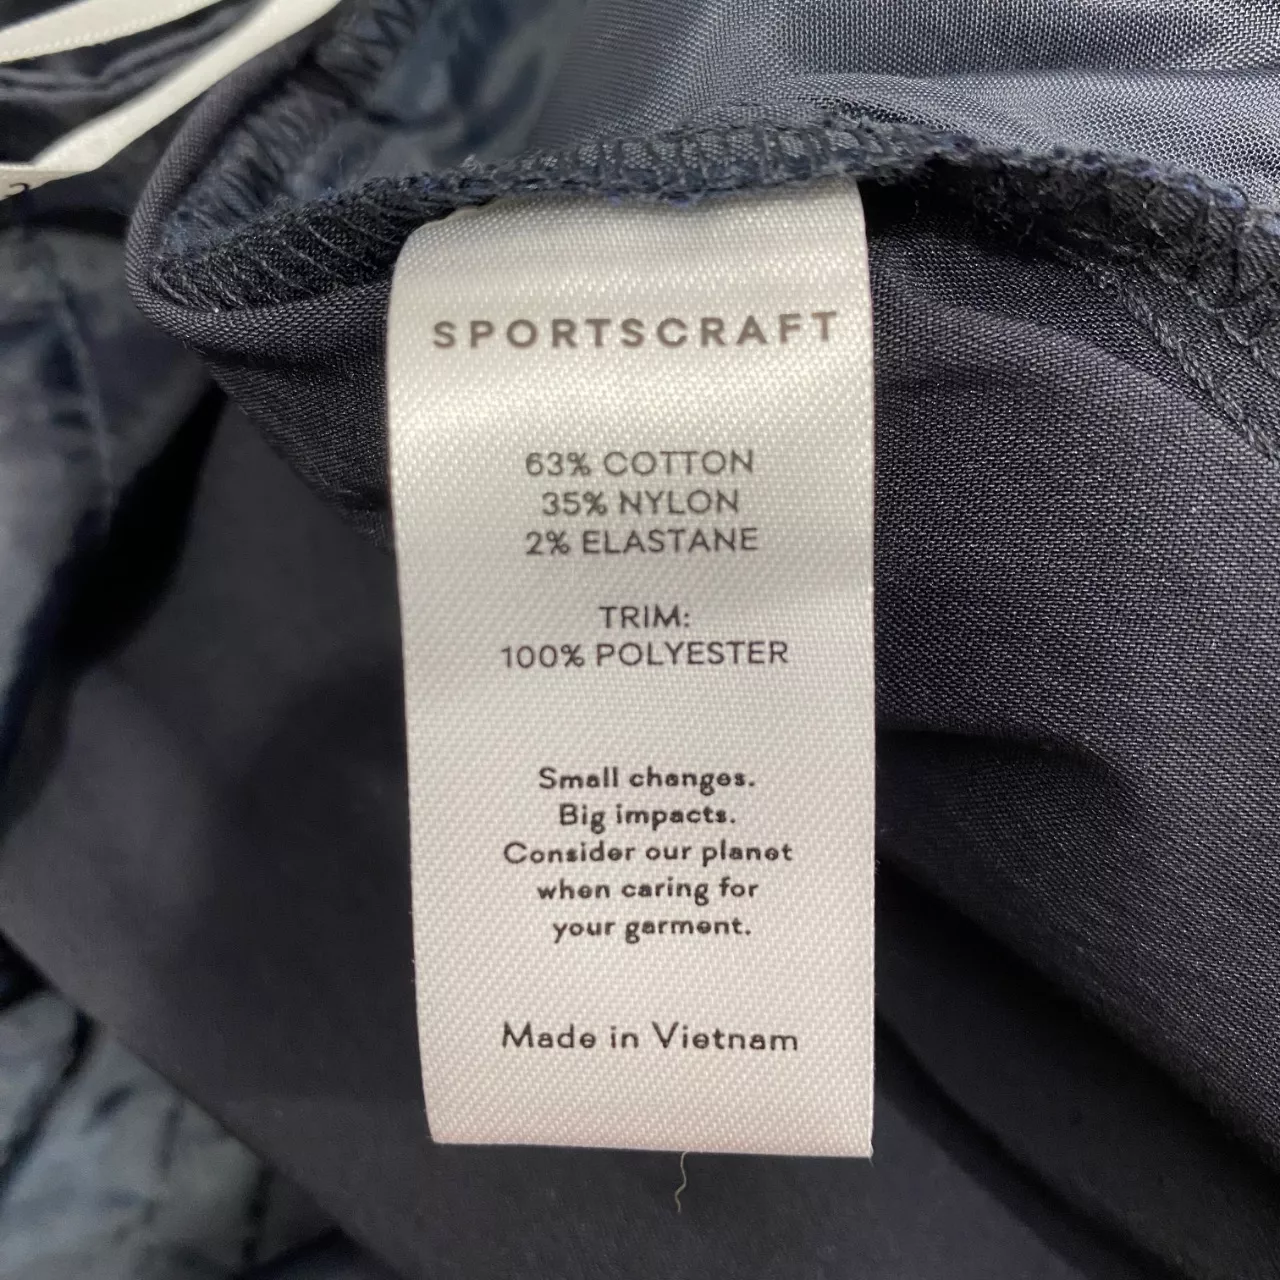 SPORTSCRAFT
63% COTTON
35% NYLON
2% ELASTANE
TRIM:
100% POLYESTER
Small changes.
Big impacts.
Consider our planet
when caring for
your garment.
Made in Vietnam